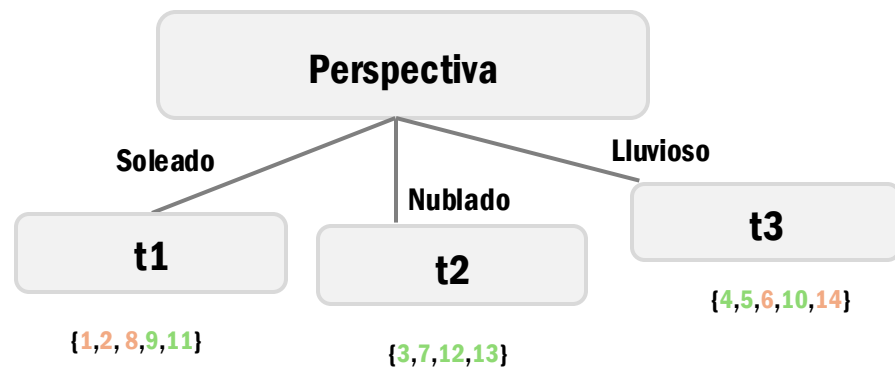 Perspectiva
Soleado
Nublado
Lluvioso
t1
t2
t3
{1,2, 8,9,11}
{3,7,12,13}
{4,5,6,10,14}